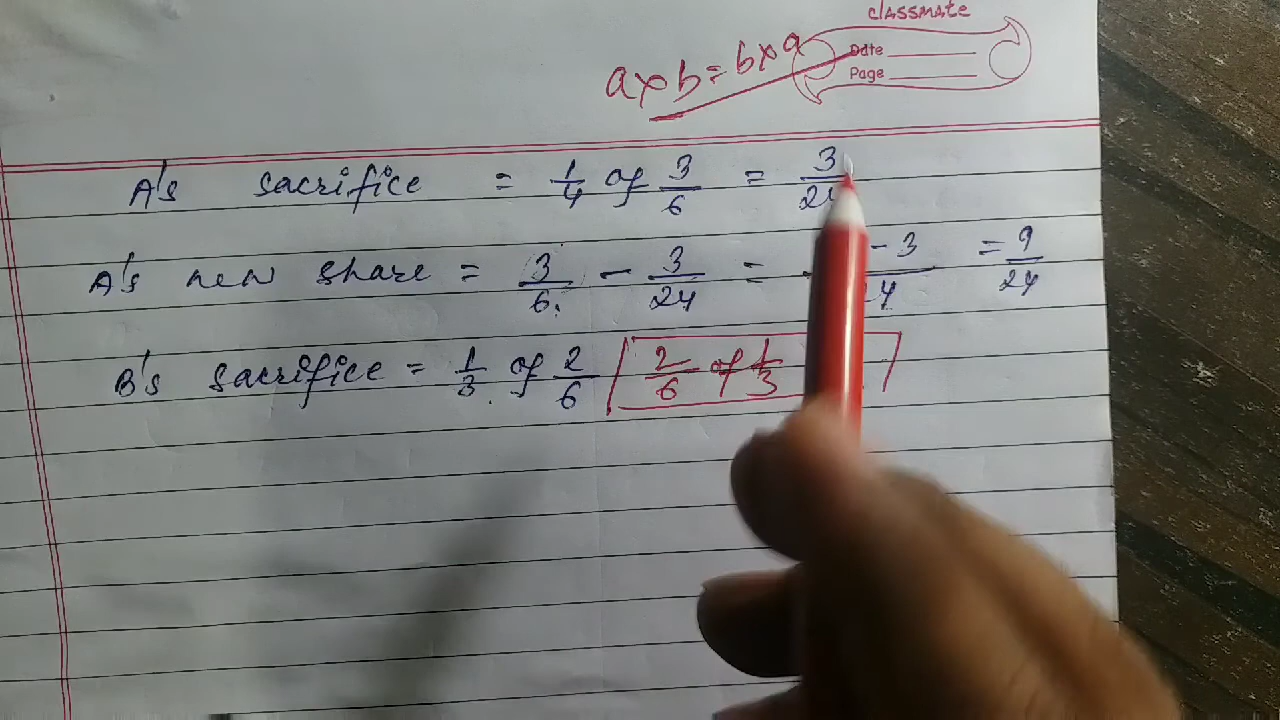 classmate
Date
Page
a×b=b×a
A's sacrifice = 1/4 of 3/6 = 3/24
A's new share = 3/6 - 3/24 = - 3 = 9/24
B's sacrifice = 1/3 of 2/6 2/6 of 1/3